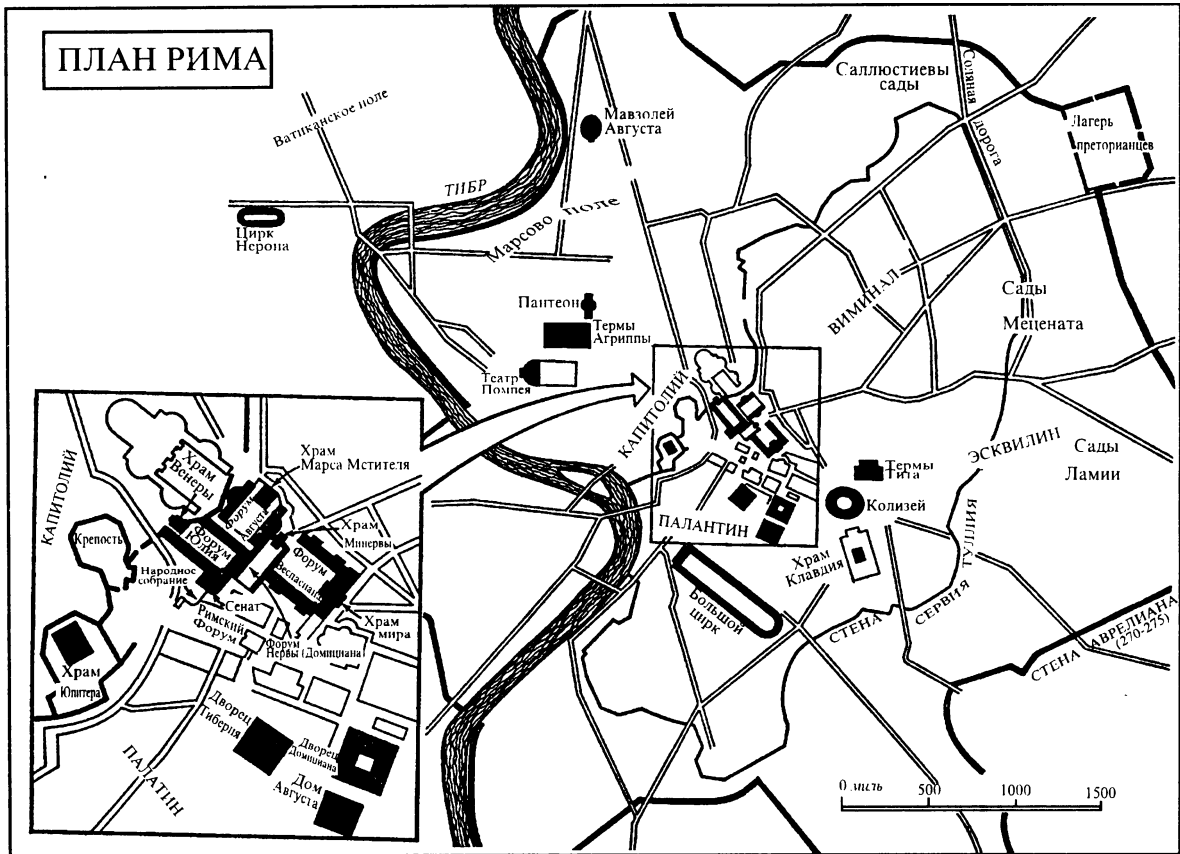 ПЛАН РИМА
Саллюстиевы
сады
Соляная
дорога
Лагерь
преторианцев
Ватиканское поле
Мавзолей
Августа
ТИБР
Марсово поле
Цирк
Нерона
Пантеон
Термы
Агриппы
Театр
Помпея
ВИМИНАЛ
Сады
Мецената
КАПИТОЛИЙ
ЭСКВИЛИН
Сады
Ламии
Термы
Тита
Колизей
ПАЛАНТИН
Храм
Клавдия
Большой
цирк
СТЕНА СЕРВИЯ ТУЛЛИЯ
СТЕНА АВРЕЛИАНА
(270-275)
0 миль 500 1000 1500
КАПИТОЛИЙ
Храм
Венеры
Храм
Марса Мстителя
Форум
Августа
Форум
Юлия
Храм
Минервы
Крепость
Форум
Веспасиана
Народное
собрание
Сенат
Римский
Форум
Храм
мира
Форум
Нервы (Домициана)
Храм
Юпитера
Дворец
Тиберия
Дворец
Домициана
Дом
Августа
ПАЛАТИН